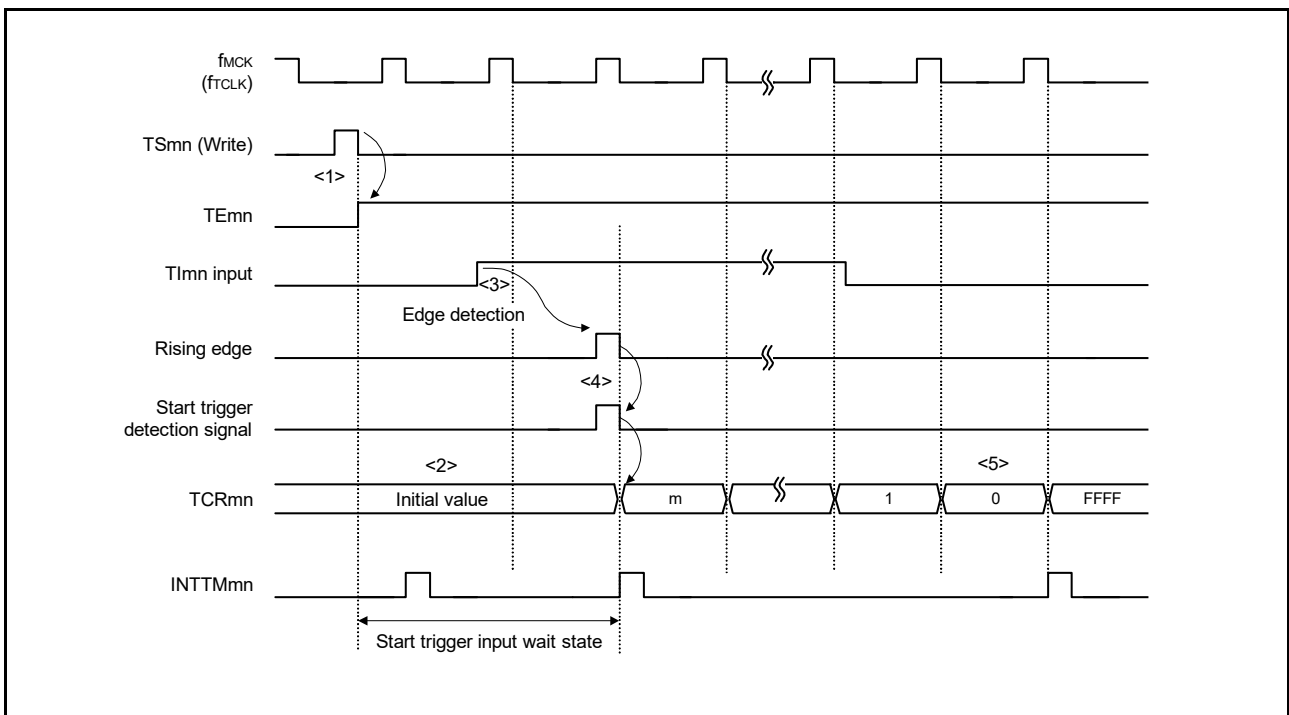 fMCK
(fTCLK)
TSmn (Write)
<1>
TEmn
TImn input
<3>
Edge detection
Rising edge
<4>
Start trigger
detection signal
<2>
<5>
TCRmn
Initial value
m
1
0
FFFF
INTTMmn
Start trigger input wait state